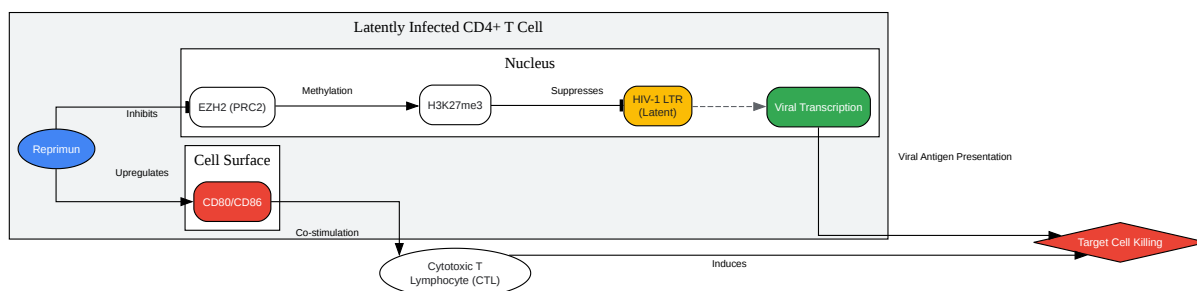 Latently Infected CD4+ T Cell
Nucleus
Methylation
Suppresses
EZH2 (PRC2)
H3K27me3
HIV-1 LTR
(Latent)
Viral Transcription
Inhibits
Reprimun
Cell Surface
Viral Antigen Presentation
Upregulates
CD80/CD86
Co-stimulation
Target Cell Killing
Cytotoxic T
Lymphocyte (CTL)
Induces